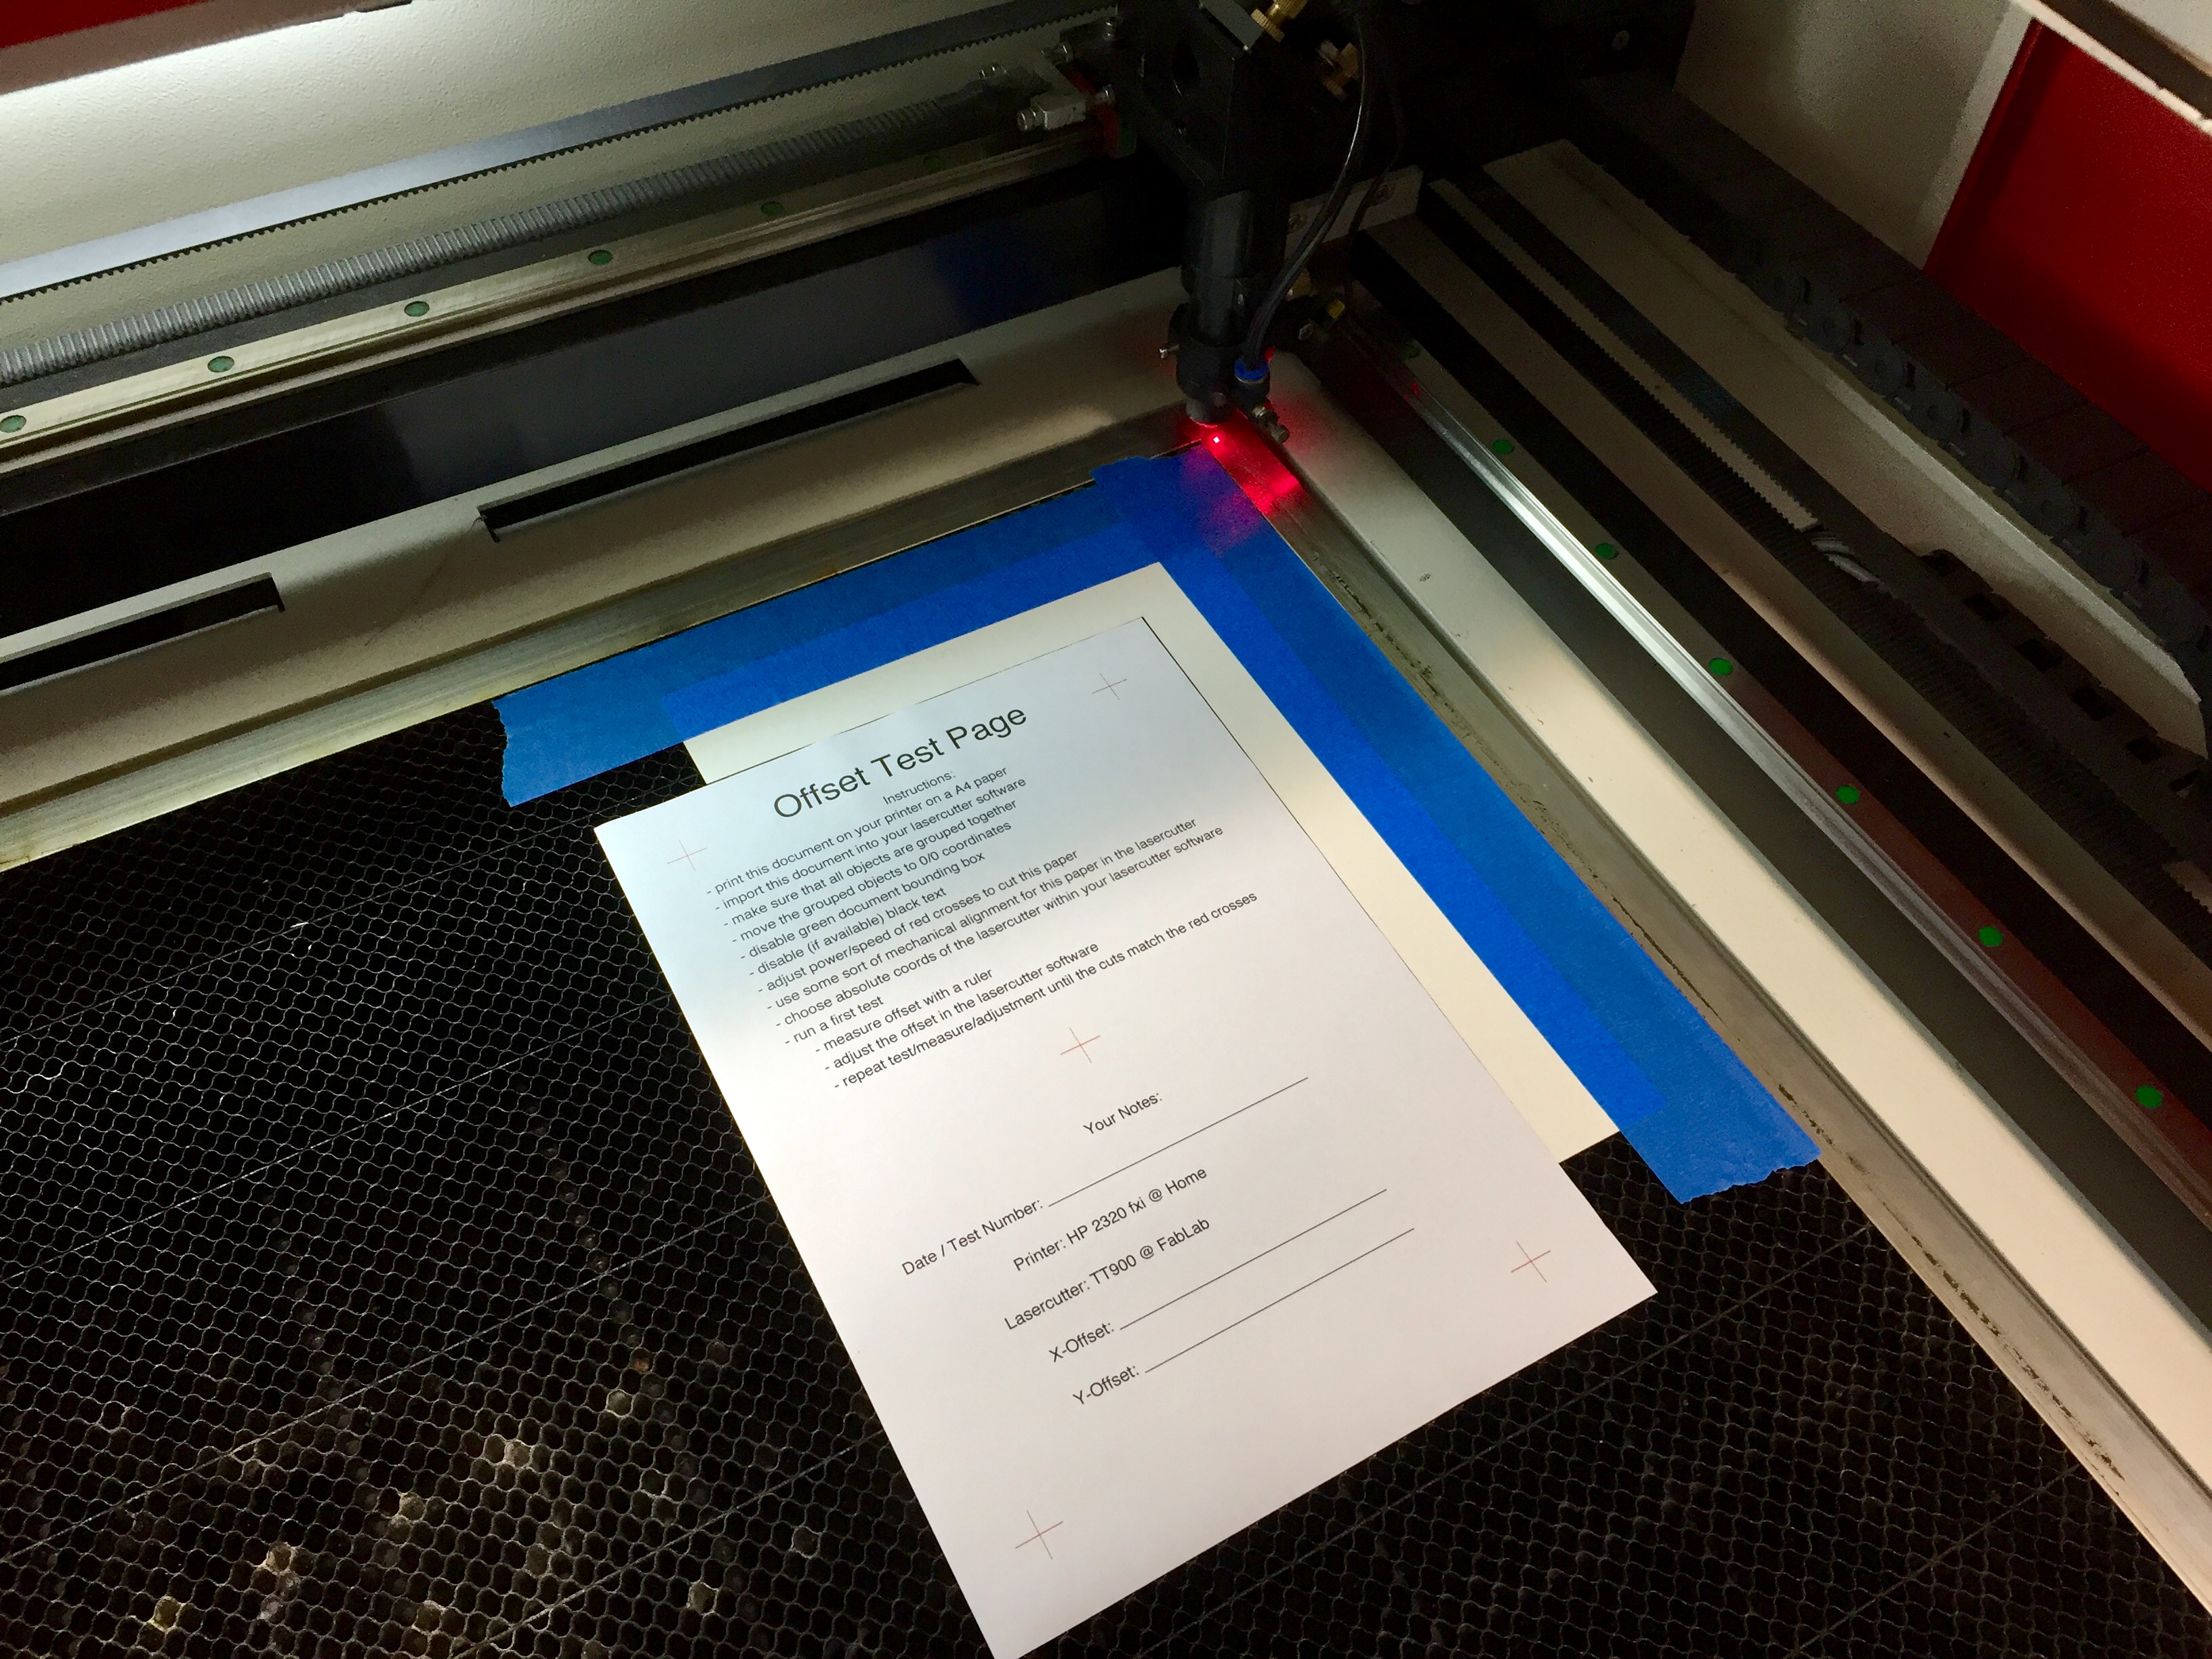 Offset Test Page
Instructions:
- print this document on your printer on a A4 paper
- import this document into your lasercutter software
- make sure that all objects are grouped together
- move the grouped objects to 0/0 coordinates
- disable green document bounding box
- disable (if available) black text
- adjust power/speed of red crosses to cut this paper
- use some sort of mechanical alignment for this paper in the lasercutter
- choose absolute coords of the lasercutter within your lasercutter software
- run a first test
- measure offset with a ruler
- adjust the offset in the lasercutter software
- repeat test/measure/adjustment until the cuts match the red crosses
Your Notes:
Date / Test Number:
Printer: HP 2320 fxi @ Home
Lasercutter: TT900 @ FabLab
X-Offset:
Y-Offset: